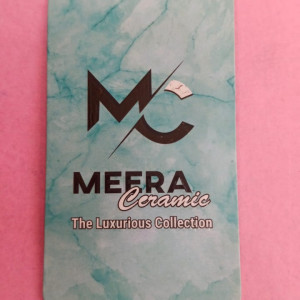 MC
MEERA
Ceramic
The Luxurious Collection